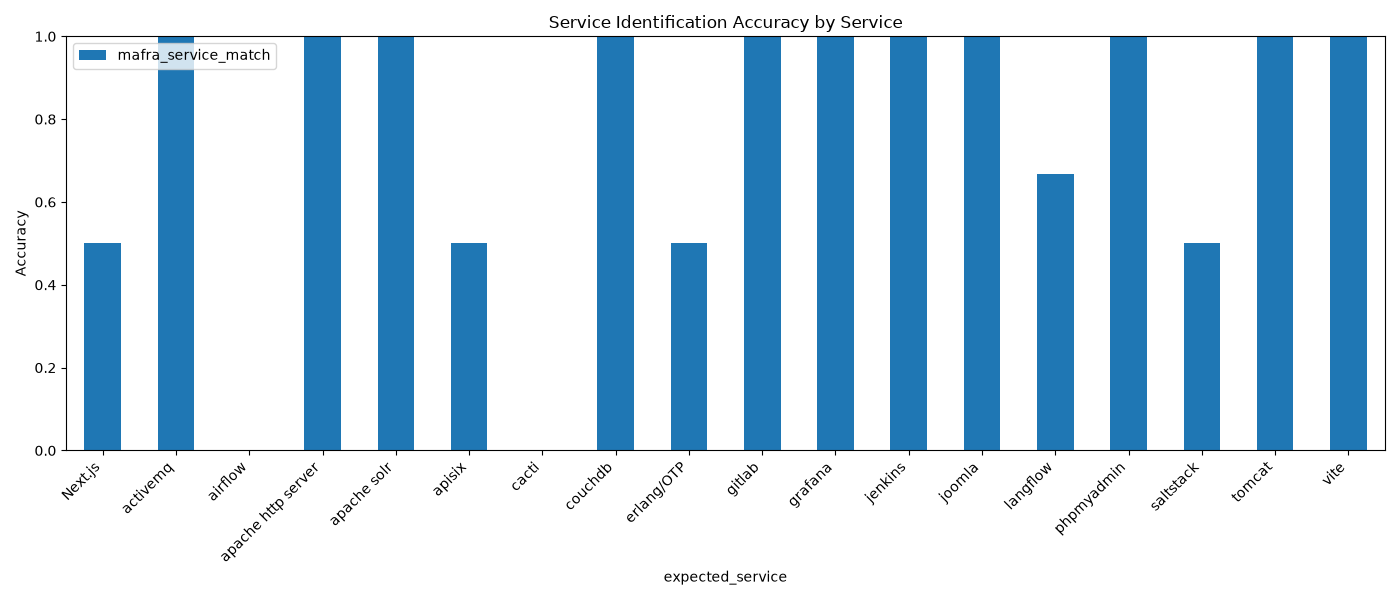 Service Identification Accuracy by Service
mafra_service_match
Accuracy
1.0
0.8
0.6
0.4
0.2
0.0
Next.js
activemq
airflow
apache http server
apache solr
apisix
cacti
couchdb
erlang/OTP
gitlab
grafana
jenkins
joomla
langflow
phpmyadmin
saltstack
tomcat
vite
expected_service